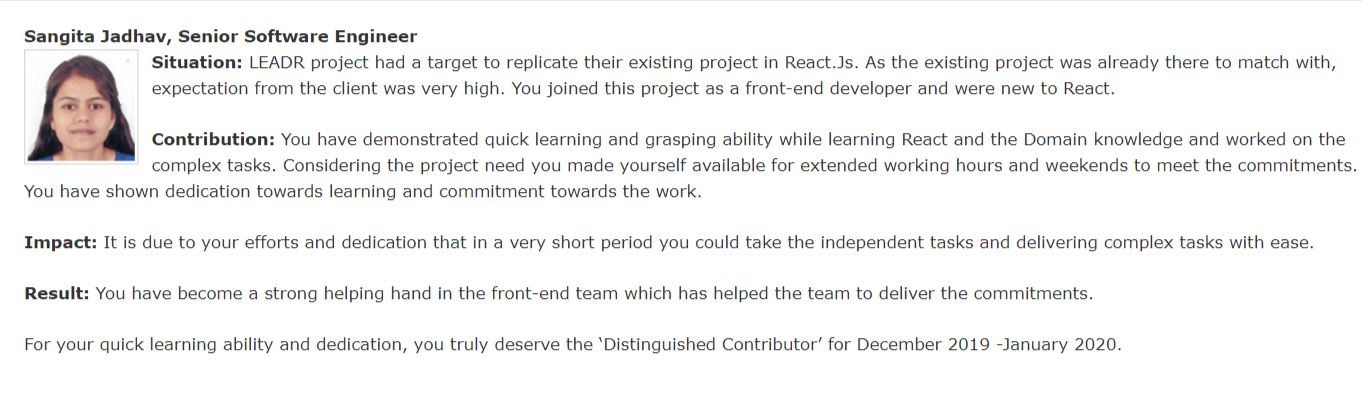 Sangita Jadhav, Senior Software Engineer
Situation: LEADR project had a target to replicate their existing project in React.Js. As the existing project was already there to match with,
expectation from the client was very high. You joined this project as a front-end developer and were new to React.
Contribution: You have demonstrated quick learning and grasping ability while learning React and the Domain knowledge and worked on the
complex tasks. Considering the project need you made yourself available for extended working hours and weekends to meet the commitments.
You have shown dedication towards learning and commitment towards the work.
Impact: It is due to your efforts and dedication that in a very short period you could take the independent tasks and delivering complex tasks with ease.
Result: You have become a strong helping hand in the front-end team which has helped the team to deliver the commitments.
For your quick learning ability and dedication, you truly deserve the ‘Distinguished Contributor’ for December 2019 -January 2020.